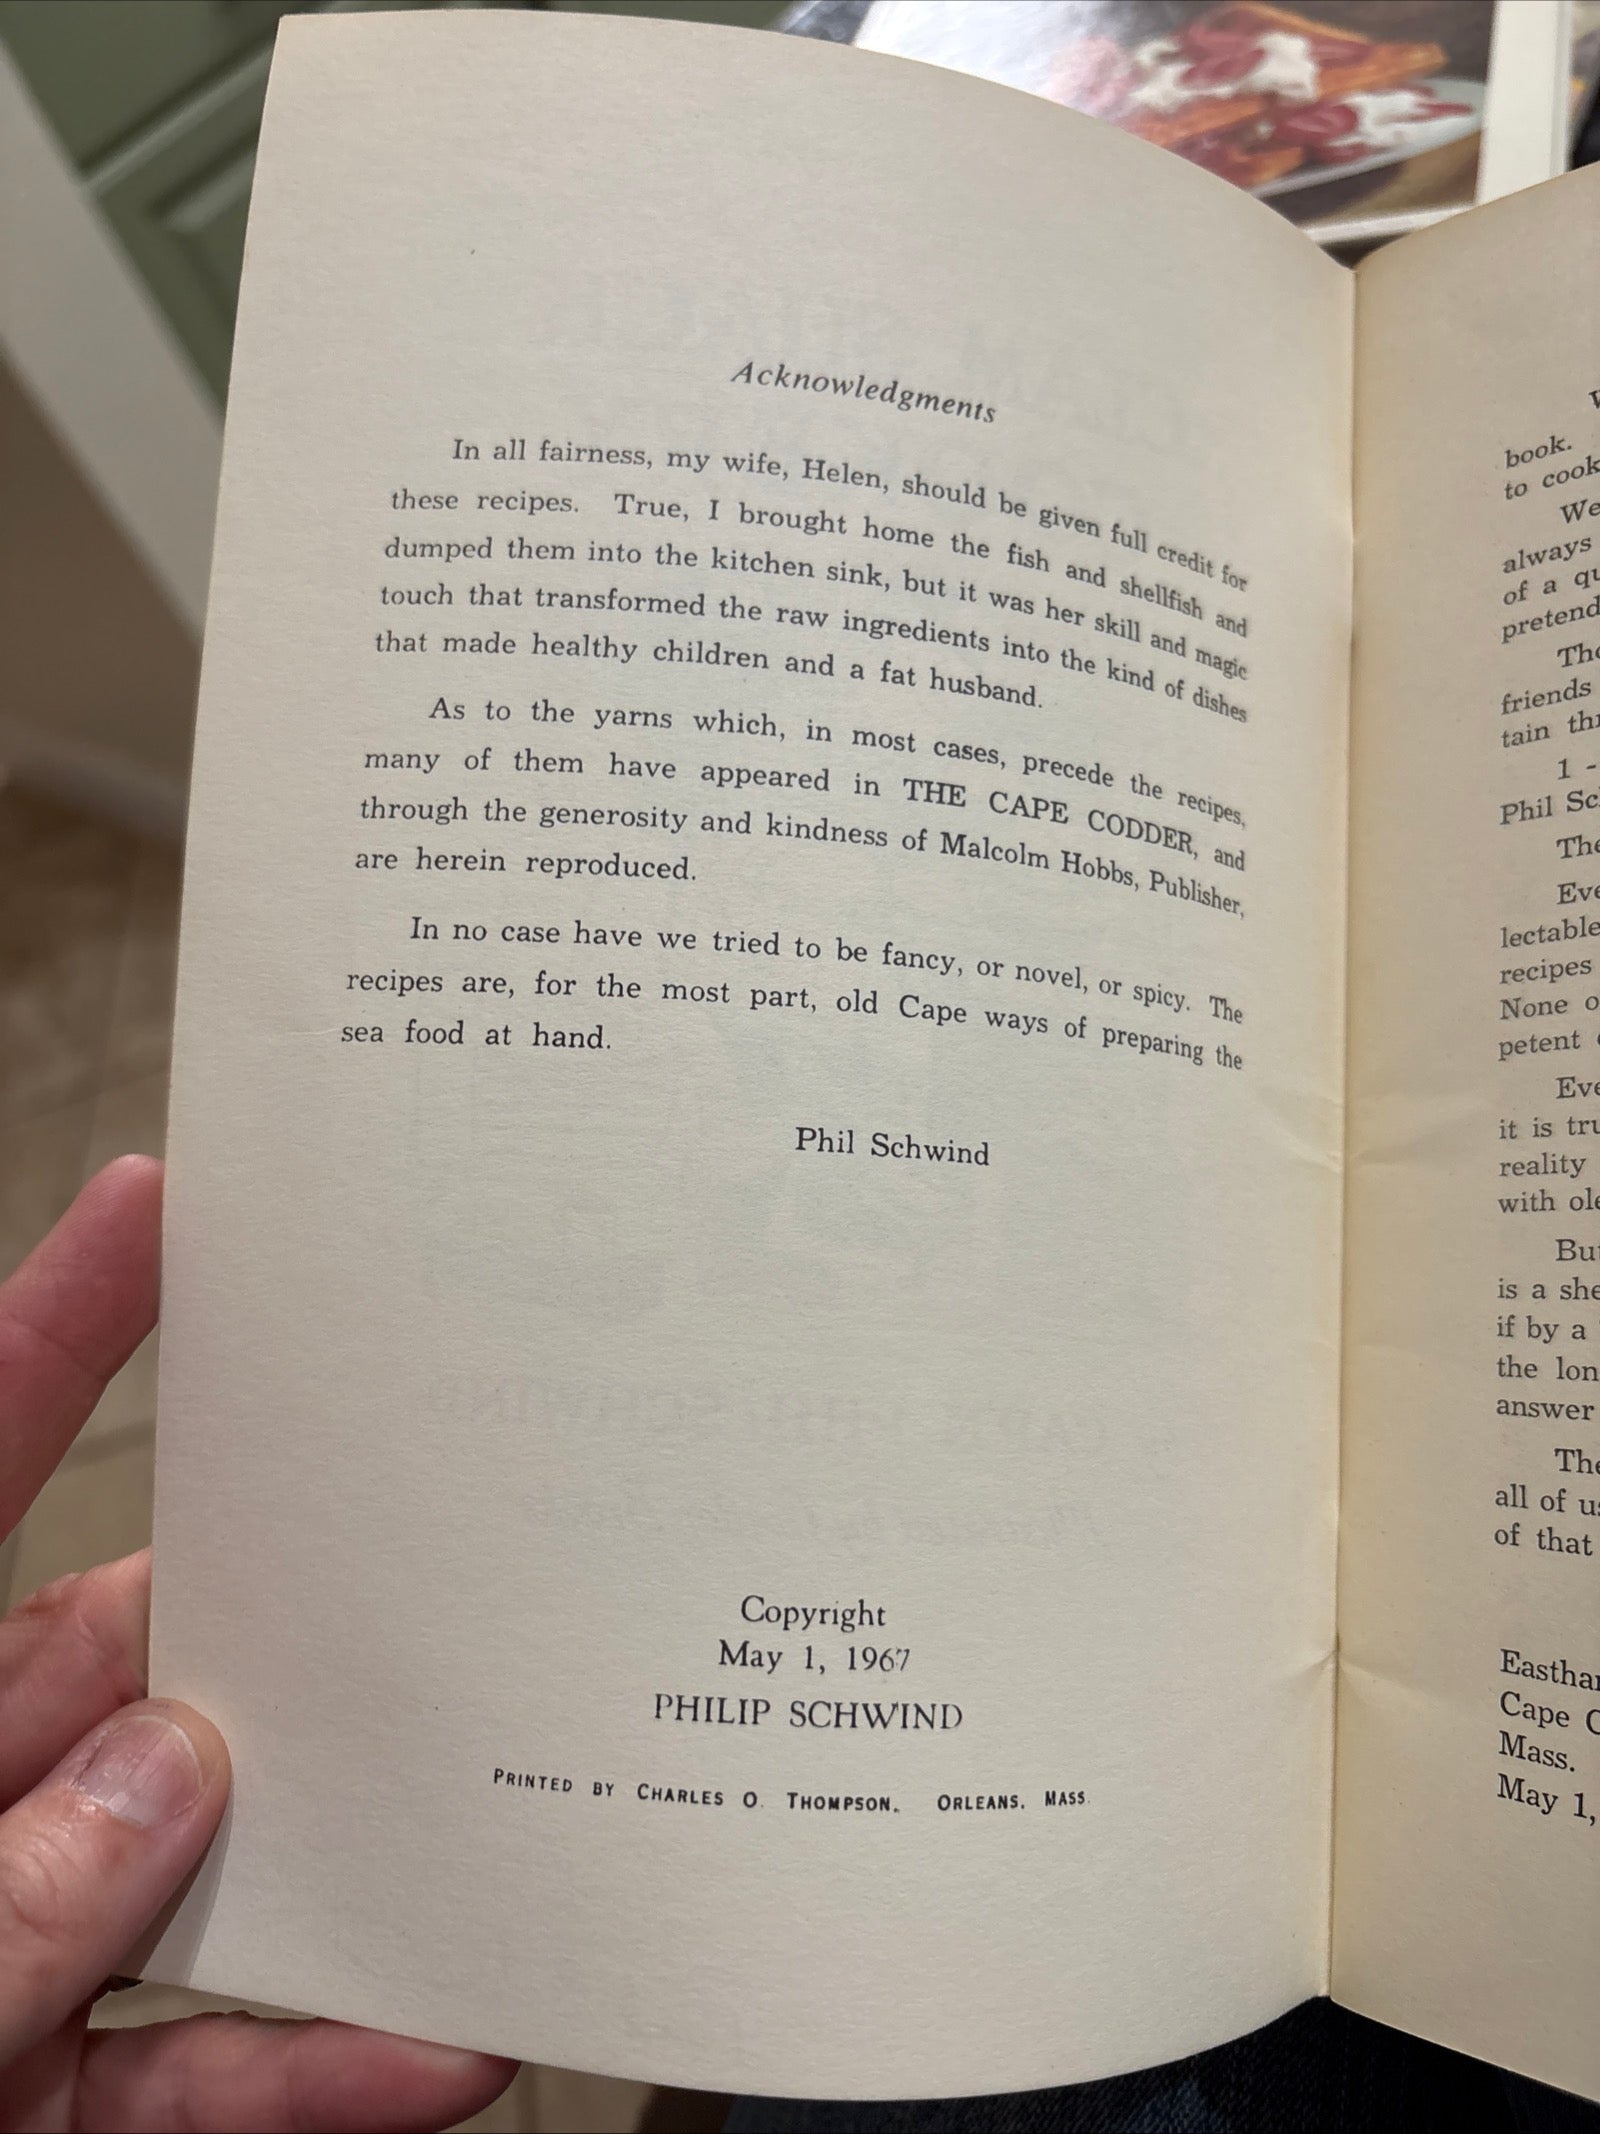 Acknowledgments
In all fairness, my wife, Helen, should be given full credit for
these recipes. True, I brought home the fish and shellfish and
dumped them into the kitchen sink, but it was her skill and magic
touch that transformed the raw ingredients into the kind of dishes
that made healthy children and a fat husband.
As to the yarns which, in most cases, precede the recipes,
many of them have appeared in THE CAPE CODDER, and
through the generosity and kindness of Malcolm Hobbs, Publisher,
are herein reproduced.
In no case have we tried to be fancy, or novel, or spicy. The
recipes are, for the most part, old Cape ways of preparing the
sea food at hand.
Phil Schwind
Copyright
May 1, 1967
PHILIP SCHWIND
PRINTED BY CHARLES O. THOMPSON. ORLEANS. MASS.
book.
to cook
We
always
of a
pretend
friends
tain
1 -
Phil
lectable
recipes
None
petent
it is
reality
with
is a
if by a
the
answer
all of
of that
Cape
Mass.
May 1,